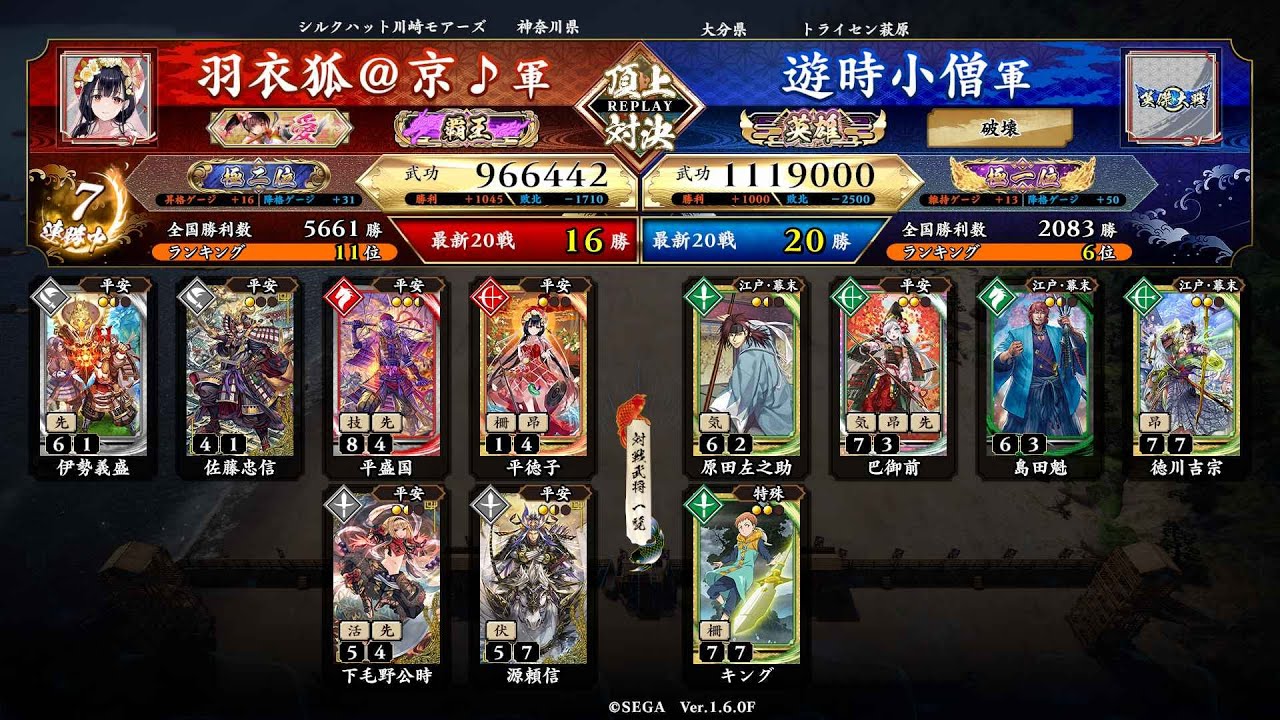 シルクハット川崎モアーズ 神奈川県
大分県 トライセン萩原
羽衣狐@京♪軍
頂上
REPLAY
対決
遊時小僧軍
英傑大戦
愛
覇王
英雄
破壊
7
連勝中
極二位
昇格ゲージ +16 降格ゲージ +31
武功 966442
勝利 +1045 敗北 -1710
武功 1119000
勝利 +1000 敗北 -2500
極一位
維持ゲージ +13 降格ゲージ +50
全国勝利数 5661勝
ランキング 11位
最新20戦 16勝
最新20戦 20勝
全国勝利数 2083勝
ランキング 6位
平安
先
6 1
伊勢義盛
平安
4 1
佐藤忠信
平安
技 先
8 4
平盛国
平安
柵 昂
1 4
平徳子
対戦武将一覧
江戸・幕末
気
6 2
原田左之助
平安
気 昂 先
7 3
巴御前
江戸・幕末
6 3
島田魁
江戸・幕末
昂
7 7
徳川吉宗
平安
活 先
5 4
下毛野公時
平安
伏
5 7
源頼信
特殊
柵
7 7
キング
©SEGA Ver.1.6.0F